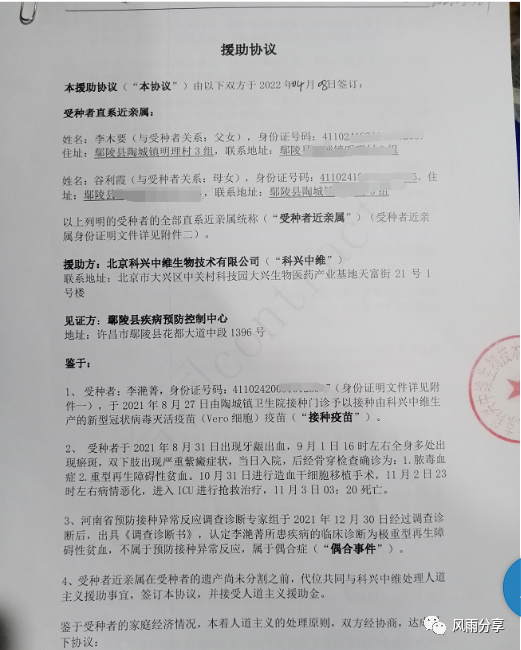 援助协议
本援助协议（“本协议”）由以下双方于 2022 年04月08日签订：
受种者直系近亲属：
姓名：李木要（与受种者关系：父女），身份证号码：41102419
住址：鄢陵县陶城镇明理村 3 组，联系地址：鄢陵县 明理村 3 组
姓名：谷利霞（与受种者关系：母女），身份证号码：41102419 住
址：鄢陵县 ，联系地址：鄢陵县陶城 3 组
以上列明的受种者的全部直系近亲属统称（“受种者近亲属”）（受种者近亲
属身份证明文件详见附件二）。
援助方：北京科兴中维生物技术有限公司（“科兴中维”）
联系地址：北京市大兴区中关村科技园大兴生物医药产业基地天富街 21 号 1
号楼
见证方：鄢陵县疾病预防控制中心
地址：许昌市鄢陵县花都大道中段 1396 号
鉴于：
1、 受种者：李滟菁，身份证号码：41102420 （身份证明文件详见附
件一），于 2021 年 8 月 27 日由陶城镇卫生院接种门诊予以接种由科兴中维生
产的新型冠状病毒灭活疫苗（Vero 细胞）疫苗（“接种疫苗”）。
2、 受种者于 2021 年 8 月 31 日出现牙龈出血，9 月 1 日 16 时左右全身多处出
现瘀斑，双下肢出现严重紫癜症状，当日入院，后经骨穿检查确诊为：1.脓毒血
症 2.重型再生障碍性贫血。10 月 31 日进行造血干细胞移植手术，11 月 2 日 23
时左右病情恶化，进入 ICU 进行抢救治疗，11 月 3 日 03：20 死亡。
3、河南省预防接种异常反应调查诊断专家组于 2021 年 12 月 30 日经过调查诊
断后，出具《调查诊断书》，认定李滟菁所患疾病的临床诊断为极重型再生障
碍性贫血，不属于预防接种异常反应，属于偶合症（“偶合事件”）。
4、受种者近亲属在受种者的遗产尚未分割之前，代位共同与科兴中维处理人道
主义援助事宜，签订本协议，并接受人道主义援助金。
鉴于受种者的家庭经济情况，本着人道主义的处理原则，双方经协商，达
下协议：
风雨分享